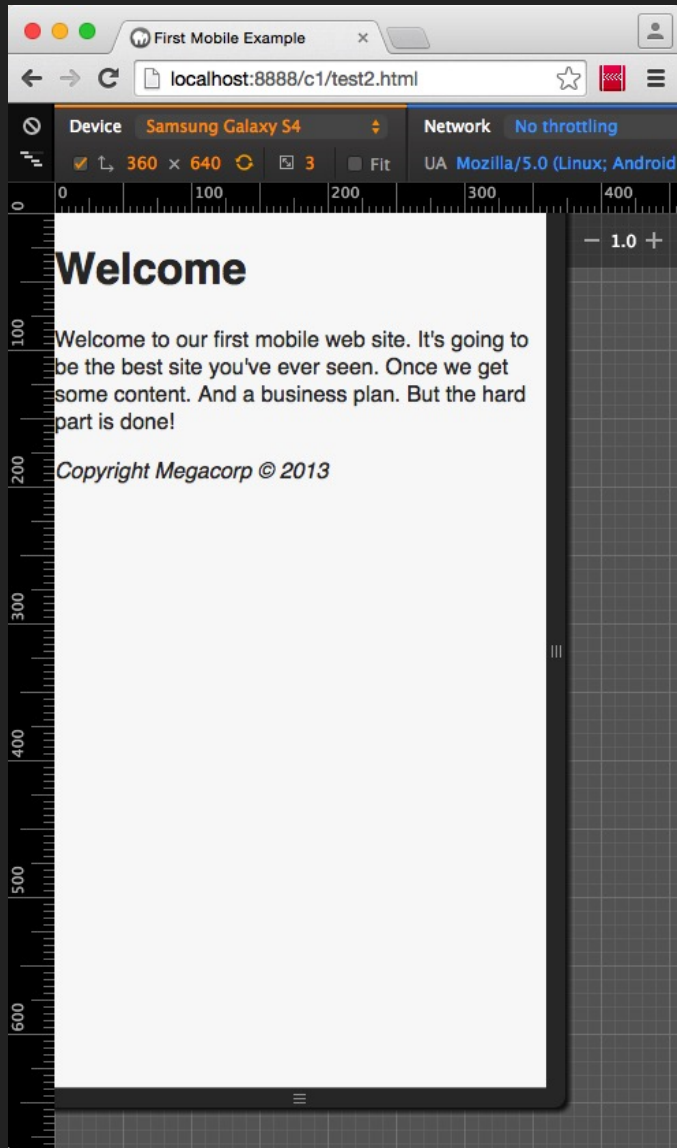 First Mobile Example
localhost:8888/c1/test2.html
Device Samsung Galaxy S4 Network No throttling
360 × 640 3 Fit UA Mozilla/5.0 (Linux; Android
0 100 200 300 400
− 1.0 +
0
100
200
300
400
500
600
Welcome
Welcome to our first mobile web site. It's going to
be the best site you've ever seen. Once we get
some content. And a business plan. But the hard
part is done!
Copyright Megacorp © 2013